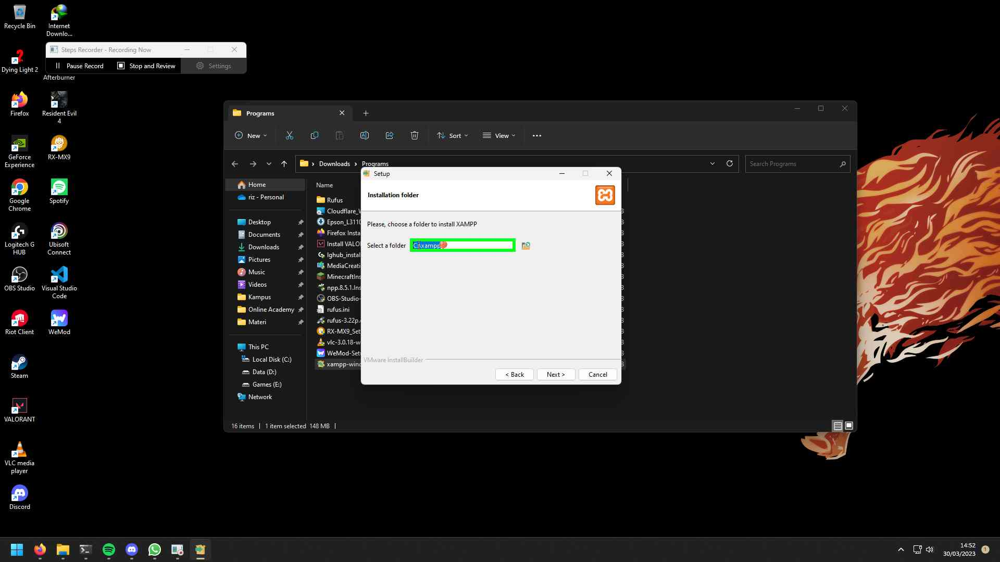 Recycle Bin
Internet
Downlo...
Steps Recorder - Recording Now
Pause Record
Stop and Review
Settings
Dying Light 2
Afterburner
Firefox
Resident Evil
4
GeForce
Experience
RX-MX9
Google
Chrome
Spotify
Logitech G
HUB
Ubisoft
Connect
OBS Studio
Visual Studio
Code
Riot Client
WeMod
Steam
VALORANT
VLC media
player
Discord
Programs
New
Sort
View
Downloads
Programs
Search Programs
Home
riz - Personal
Desktop
Documents
Downloads
Pictures
Music
Videos
Kampus
Online Academy
Materi
This PC
Local Disk (C:)
Data (D:)
Games (E:)
Network
Name
Rufus
Cloudflare_
Epson_L3110
Firefox Insta
Install VALO
lghub_instal
MediaCreati
MinecraftIns
npp.8.5.1.Ins
OBS-Studio-
rufus.ini
rufus-3.22p.
RX-MX9_Set
vlc-3.0.18-w
WeMod-Setu
xampp-wind
16 items
1 item selected 148 MB
Setup
Installation folder
Please, choose a folder to install XAMPP
Select a folder
C:\xampp
VMware InstallBuilder
< Back
Next >
Cancel
14:52
30/03/2023
1